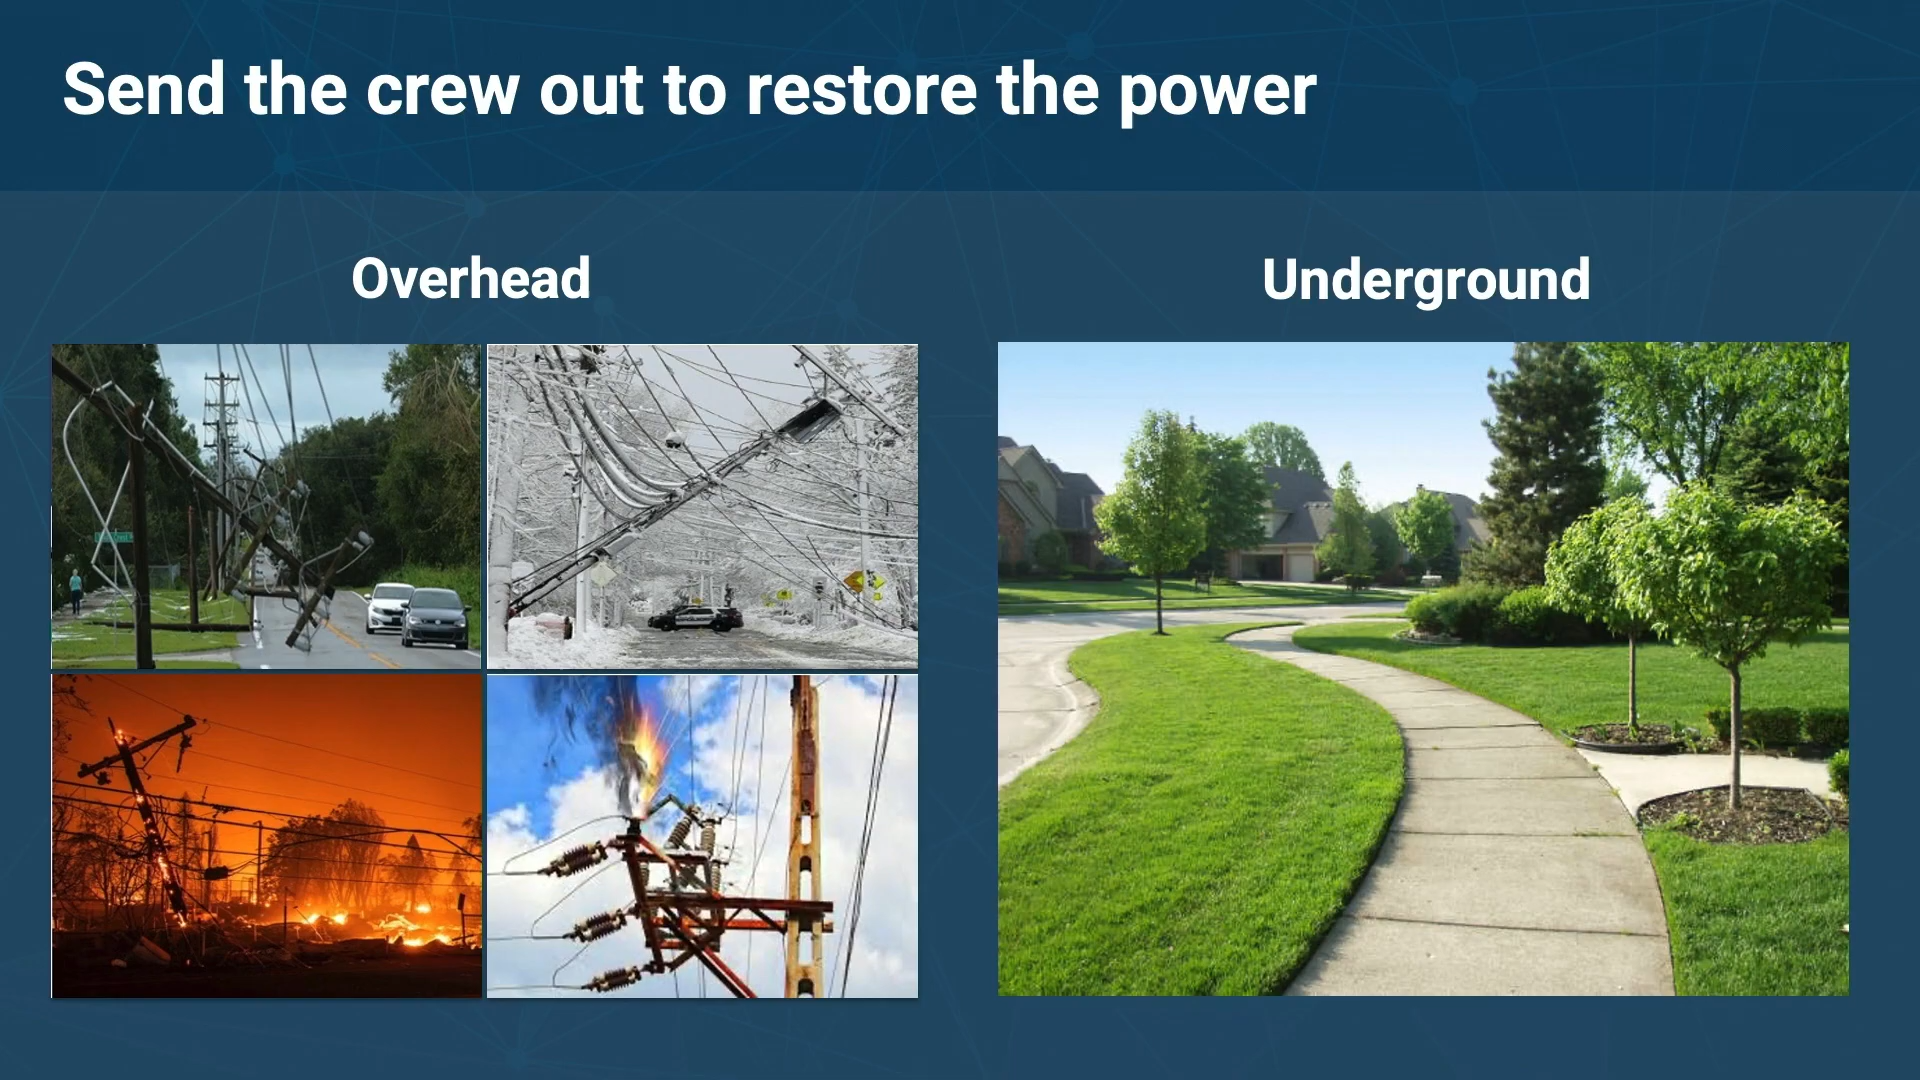 Send the crew out to restore the power
Overhead
Underground